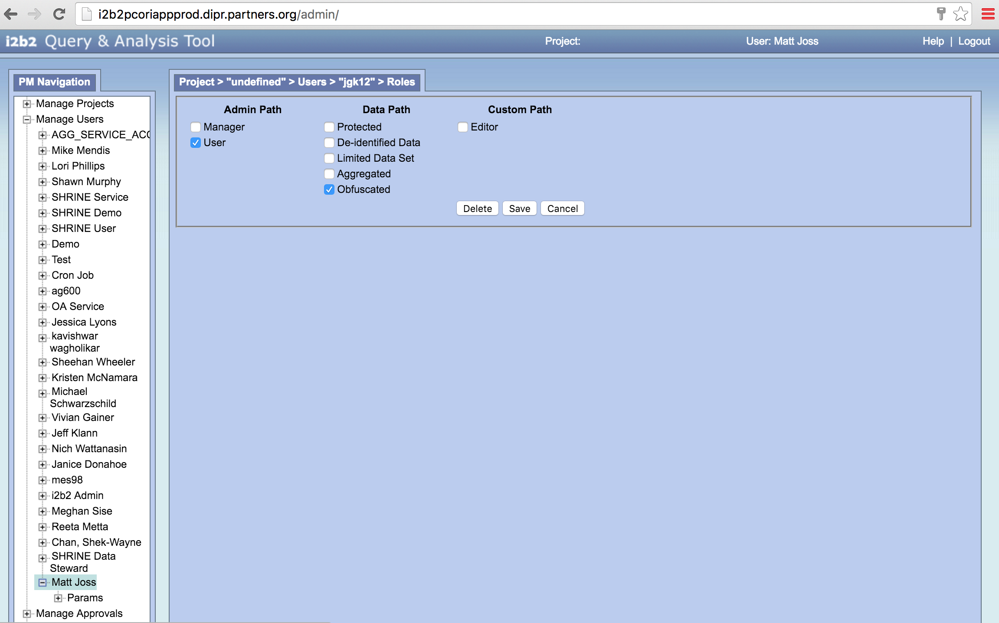 i2b2pcoriappprod.dipr.partners.org/admin/
i2b2 Query & Analysis Tool
Project:
User: Matt Joss
Help | Logout
PM Navigation
Manage Projects
Manage Users
AGG_SERVICE_ACC
Mike Mendis
Lori Phillips
Shawn Murphy
SHRINE Service
SHRINE Demo
SHRINE User
Demo
Test
Cron Job
ag600
OA Service
Jessica Lyons
kavishwar
wagholikar
Sheehan Wheeler
Kristen McNamara
Michael
Schwarzschild
Vivian Gainer
Jeff Klann
Nich Wattanasin
Janice Donahoe
mes98
i2b2 Admin
Meghan Sise
Reeta Metta
Chan, Shek-Wayne
SHRINE Data
Steward
Matt Joss
Params
Manage Approvals
Project > "undefined" > Users > "jgk12" > Roles
Admin Path
Manager
User
Data Path
Protected
De-identified Data
Limited Data Set
Aggregated
Obfuscated
Custom Path
Editor
Delete
Save
Cancel